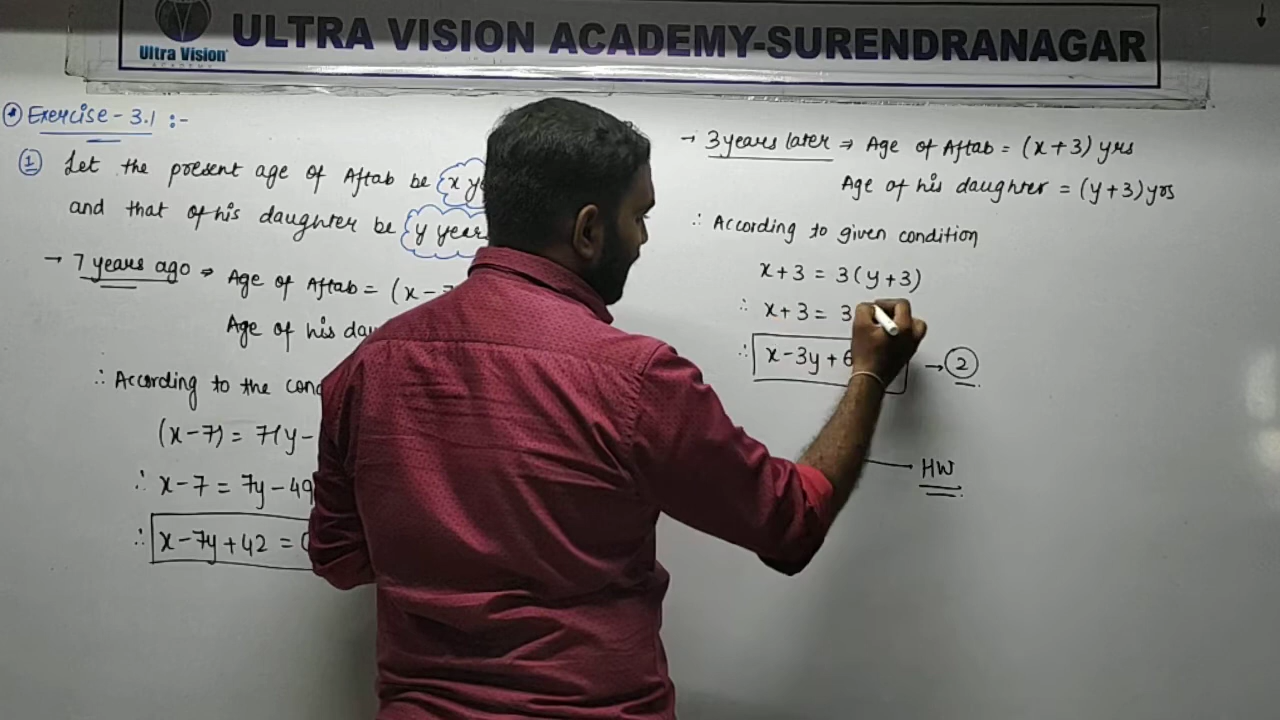 ULTRA VISION ACADEMY-SURENDRANAGAR
Ultra Vision
ACADEMY
Exercise - 3.1 :-
① Let the present age of Aftab be x
and that of his daughter be y
→ 7 years ago ⇒ Age of Aftab = (x-
Age of his
∴ According to the
(x-7) = 7(y-
∴ x-7 = 7y-49
∴ x-7y+42 =
→ 3 years later ⇒ Age of Aftab = (x+3) yrs
Age of his daughter = (y+3) yrs
∴ According to given condition
x+3 = 3(y+3)
∴ x+3 = 3
∴ x-3y+6 → ②
→ HW